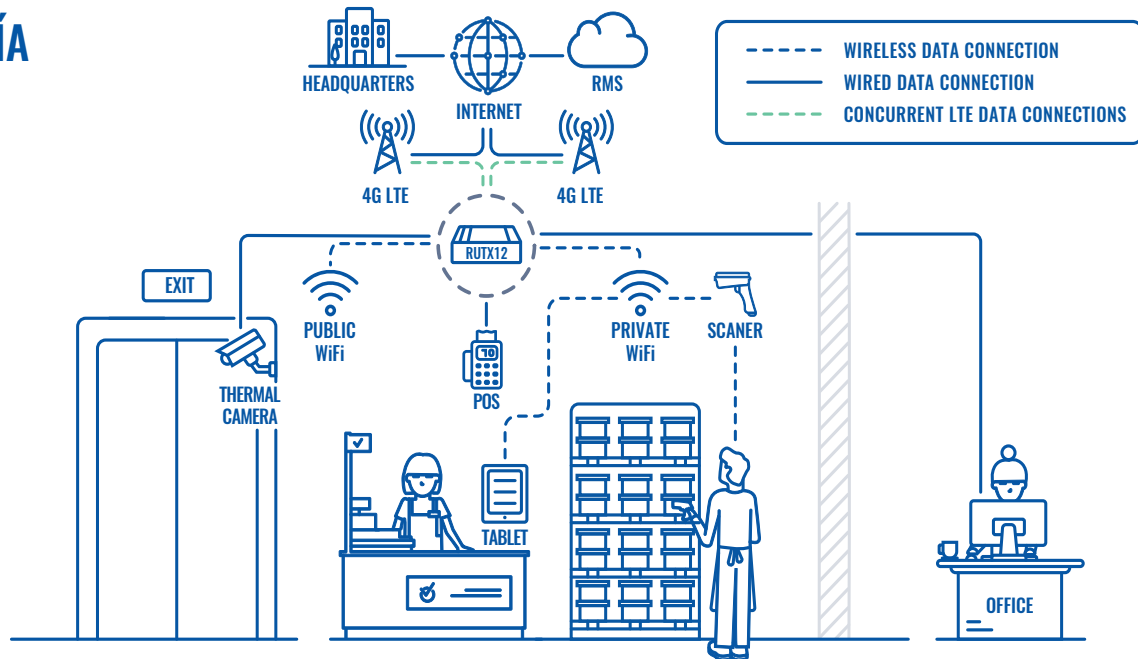 ÍA
HEADQUARTERS
INTERNET
RMS
WIRELESS DATA CONNECTION
WIRED DATA CONNECTION
CONCURRENT LTE DATA CONNECTIONS
4G LTE
4G LTE
RUTX12
EXIT
PUBLIC
WiFi
PRIVATE
WiFi
SCANER
THERMAL
CAMERA
70
POS
TABLET
OFFICE